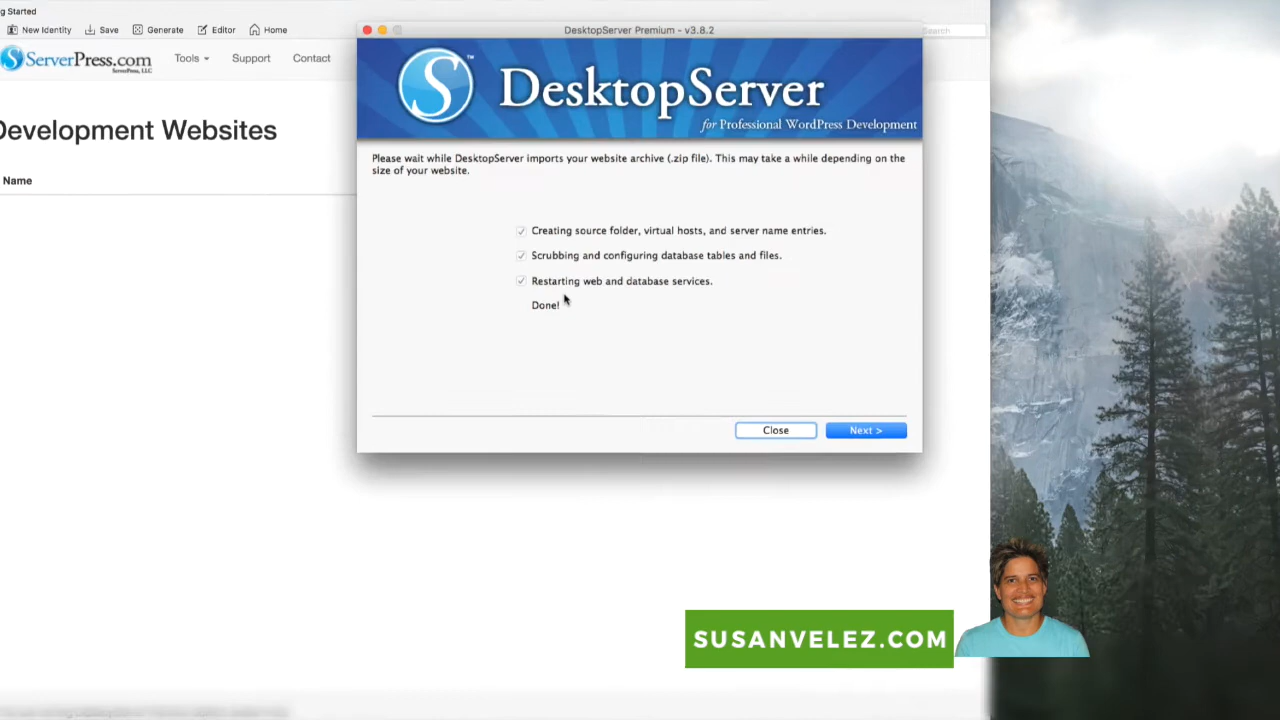 g Started
New Identity
Save
Generate
Editor
Home
DesktopServer Premium - v3.8.2
Search
ServerPress.com
ServerPress, LLC
Tools
Support
Contact
S
DesktopServer
for Professional WordPress Development
Development Websites
Name
Please wait while DesktopServer imports your website archive (.zip file). This may take a while depending on the
size of your website.
Creating source folder, virtual hosts, and server name entries.
Scrubbing and configuring database tables and files.
Restarting web and database services.
Done!
Close
Next >
SUSANVELEZ.COM